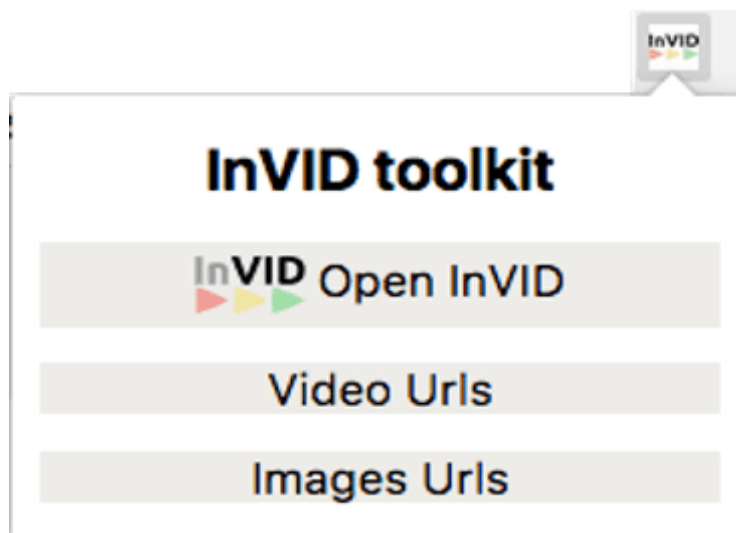 InVID
InVID toolkit
InVID Open InVID
Video Urls
Images Urls